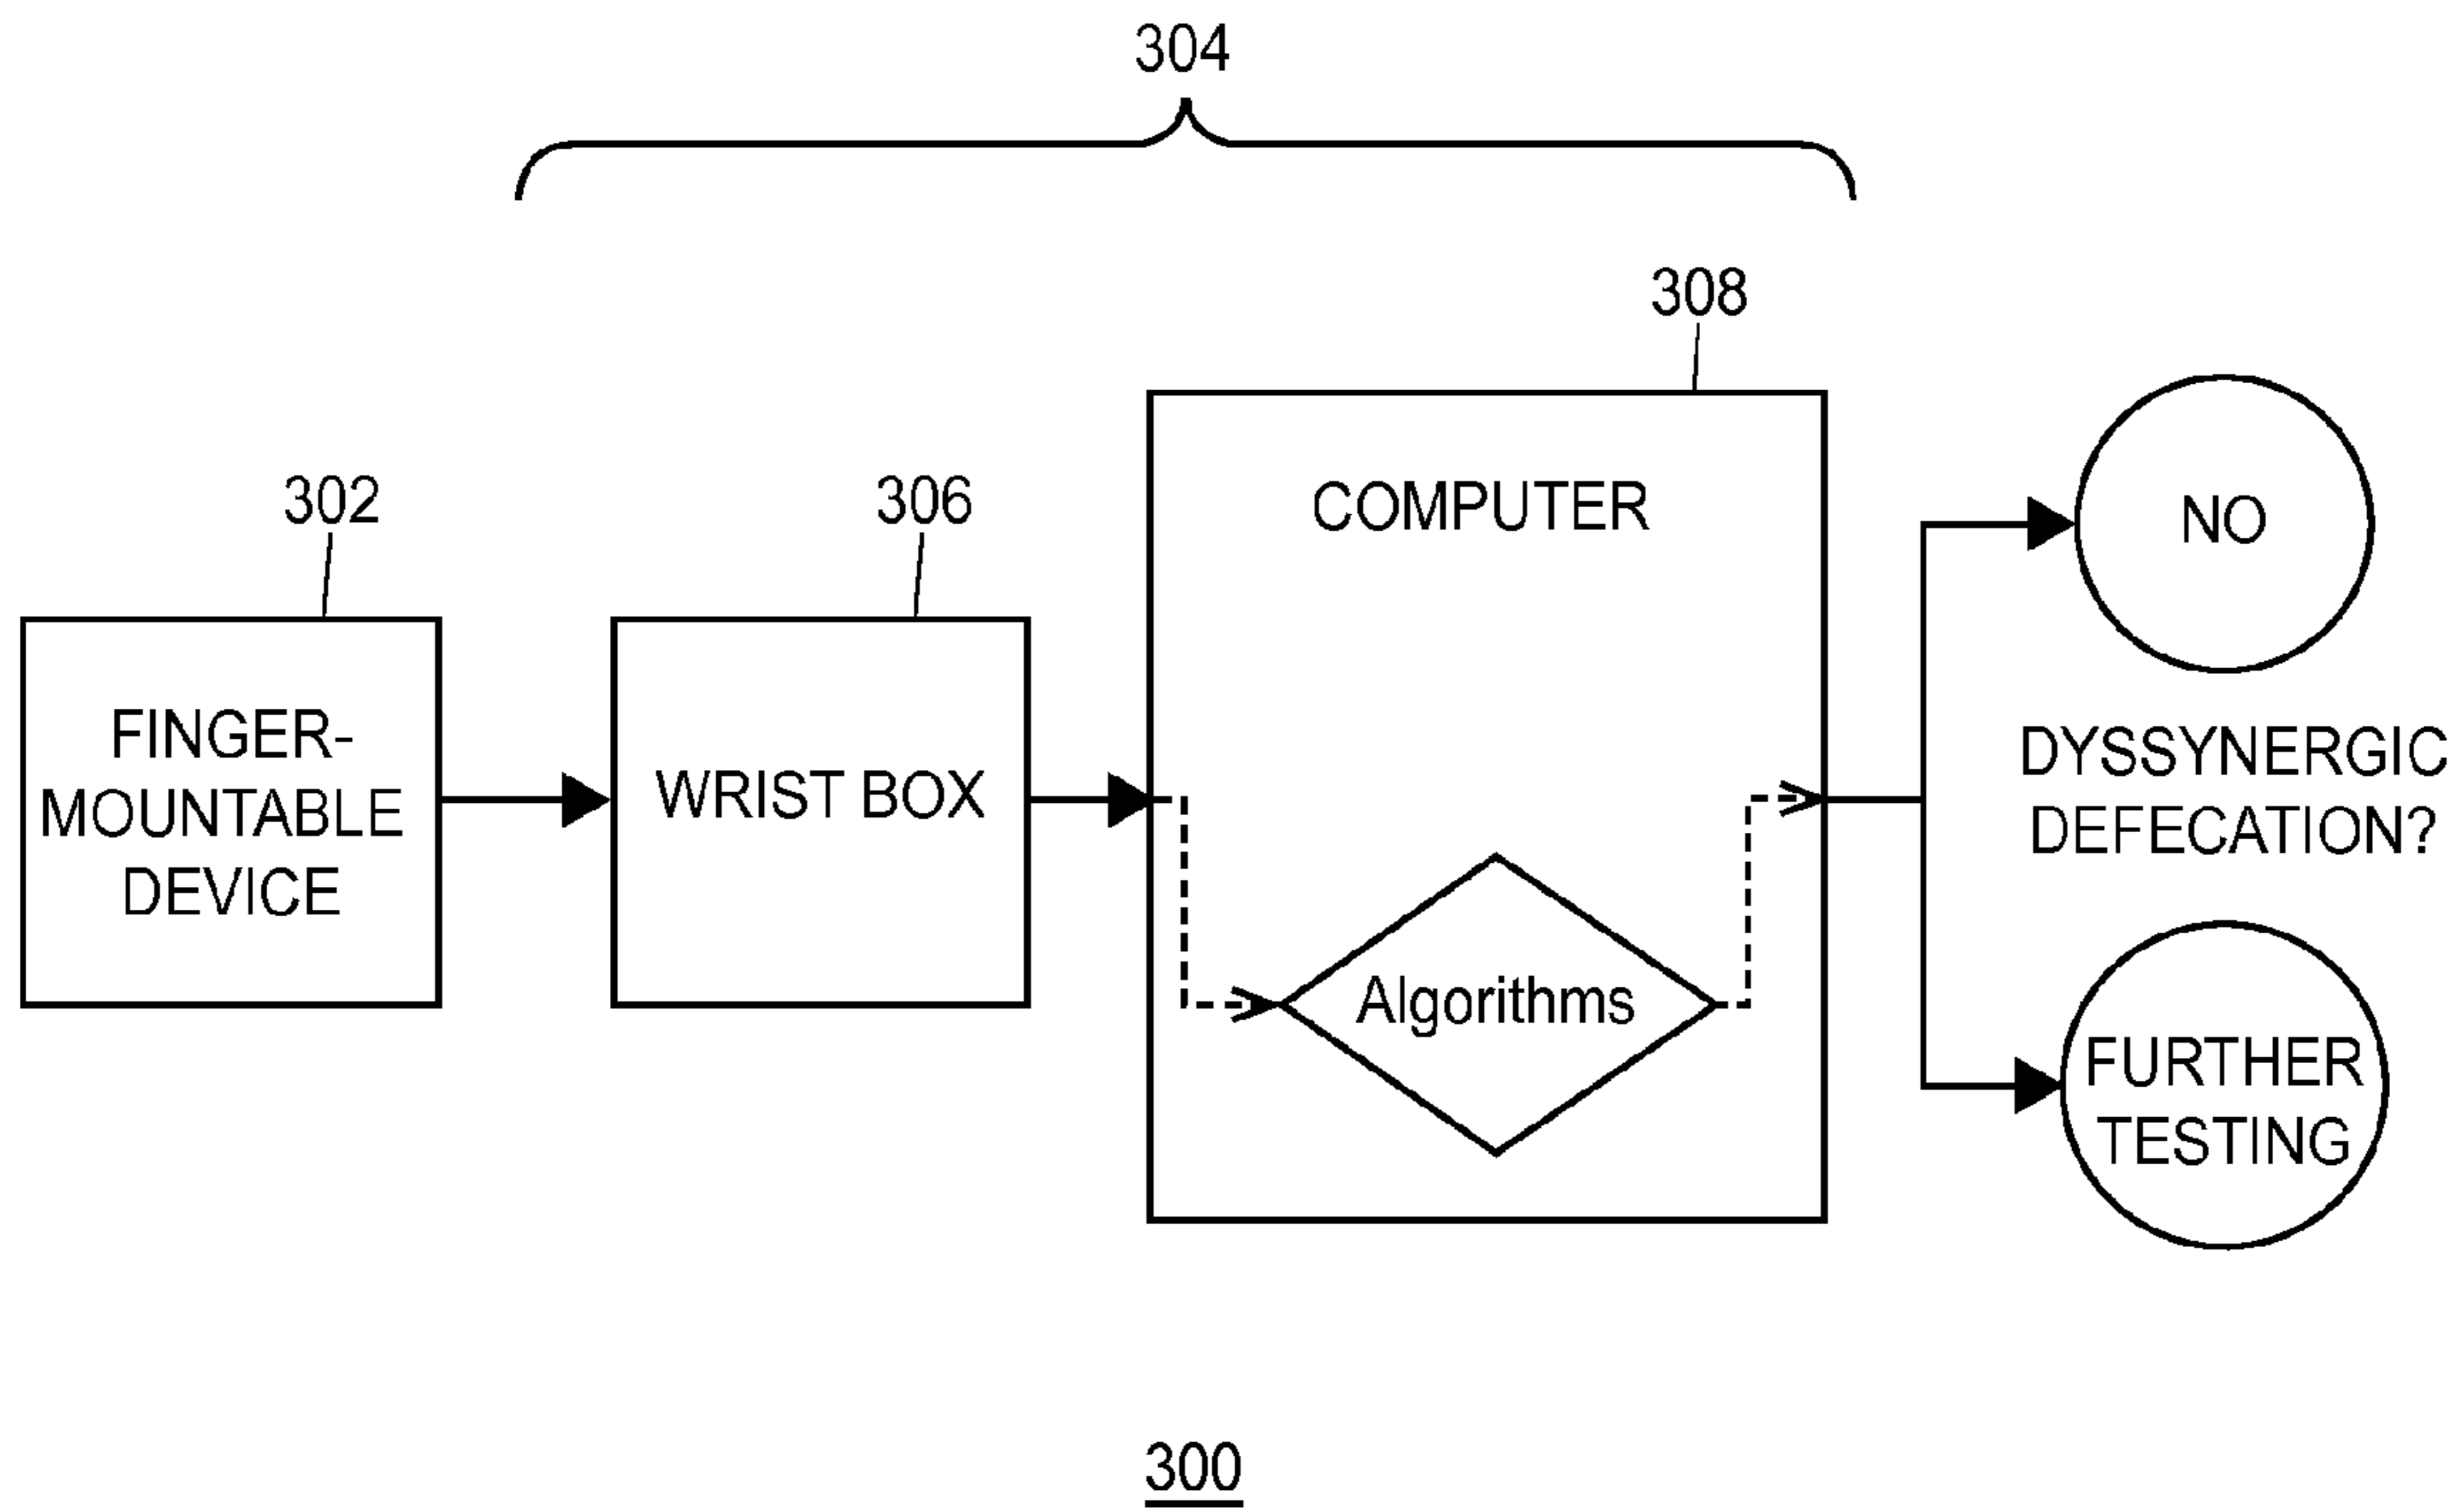 304
308
302
306
COMPUTER
NO
FINGER-
MOUNTABLE
DEVICE
WRIST BOX
DYSSYNERGIC
DEFECATION?
Algorithms
FURTHER
TESTING
300